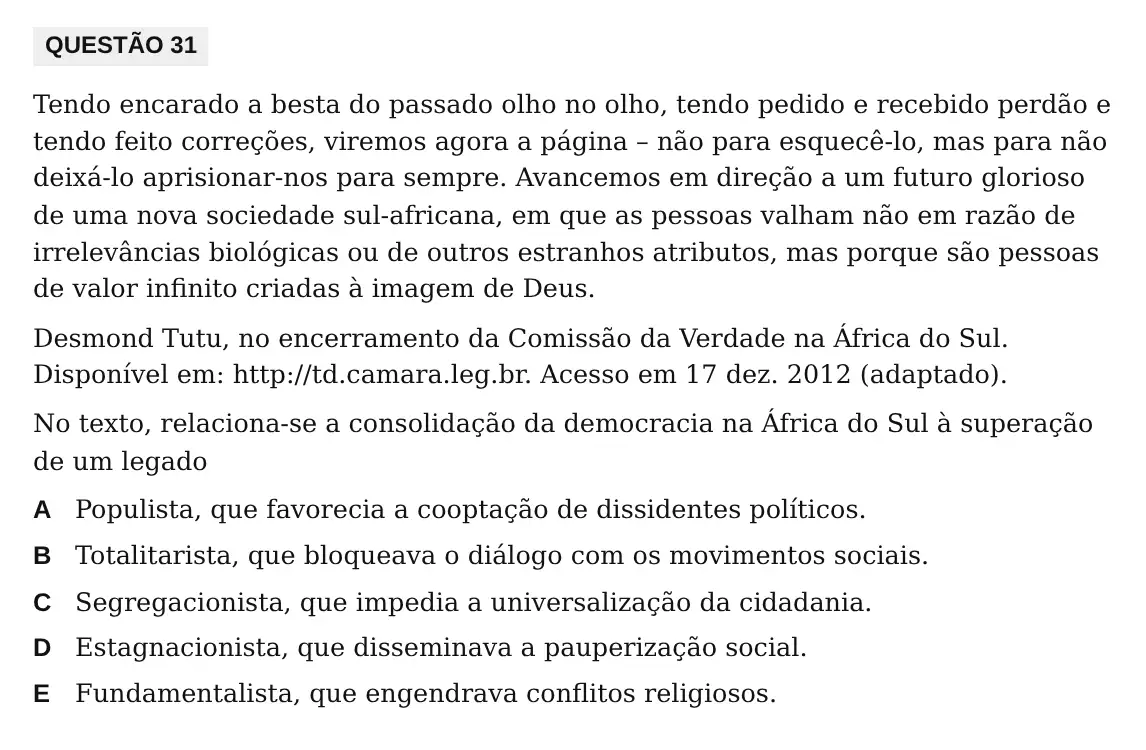 QUESTÃO 31
Tendo encarado a besta do passado olho no olho, tendo pedido e recebido perdão e
tendo feito correções, viremos agora a página – não para esquecê-lo, mas para não
deixá-lo aprisionar-nos para sempre. Avancemos em direção a um futuro glorioso
de uma nova sociedade sul-africana, em que as pessoas valham não em razão de
irrelevâncias biológicas ou de outros estranhos atributos, mas porque são pessoas
de valor infinito criadas à imagem de Deus.
Desmond Tutu, no encerramento da Comissão da Verdade na África do Sul.
Disponível em: http://td.camara.leg.br. Acesso em 17 dez. 2012 (adaptado).
No texto, relaciona-se a consolidação da democracia na África do Sul à superação
de um legado
A Populista, que favorecia a cooptação de dissidentes políticos.
B Totalitarista, que bloqueava o diálogo com os movimentos sociais.
C Segregacionista, que impedia a universalização da cidadania.
D Estagnacionista, que disseminava a pauperização social.
E Fundamentalista, que engendrava conflitos religiosos.